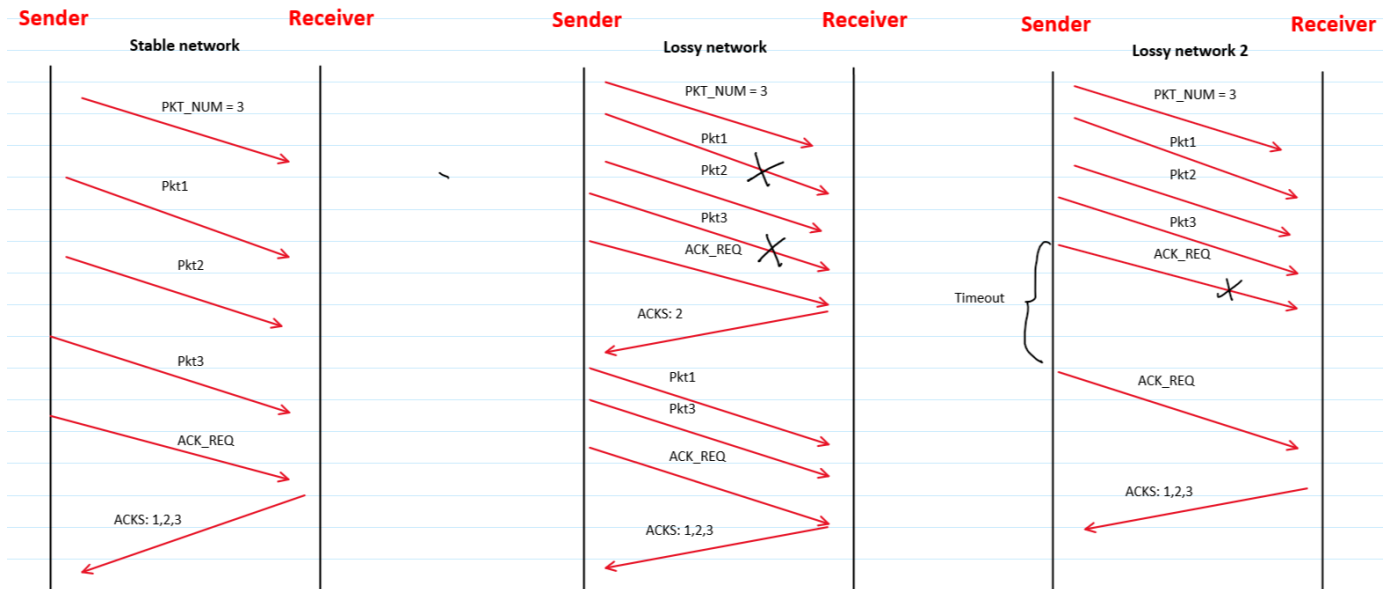 Sender
Receiver
Stable network
PKT_NUM = 3
Pkt1
Pkt2
Pkt3
ACK_REQ
ACKS: 1,2,3
Sender
Receiver
Lossy network
PKT_NUM = 3
Pkt1
Pkt2
Pkt3
ACK_REQ
ACKS: 2
Pkt1
Pkt3
ACK_REQ
ACKS: 1,2,3
Sender
Receiver
Lossy network 2
PKT_NUM = 3
Pkt1
Pkt2
Pkt3
ACK_REQ
Timeout
ACK_REQ
ACKS: 1,2,3